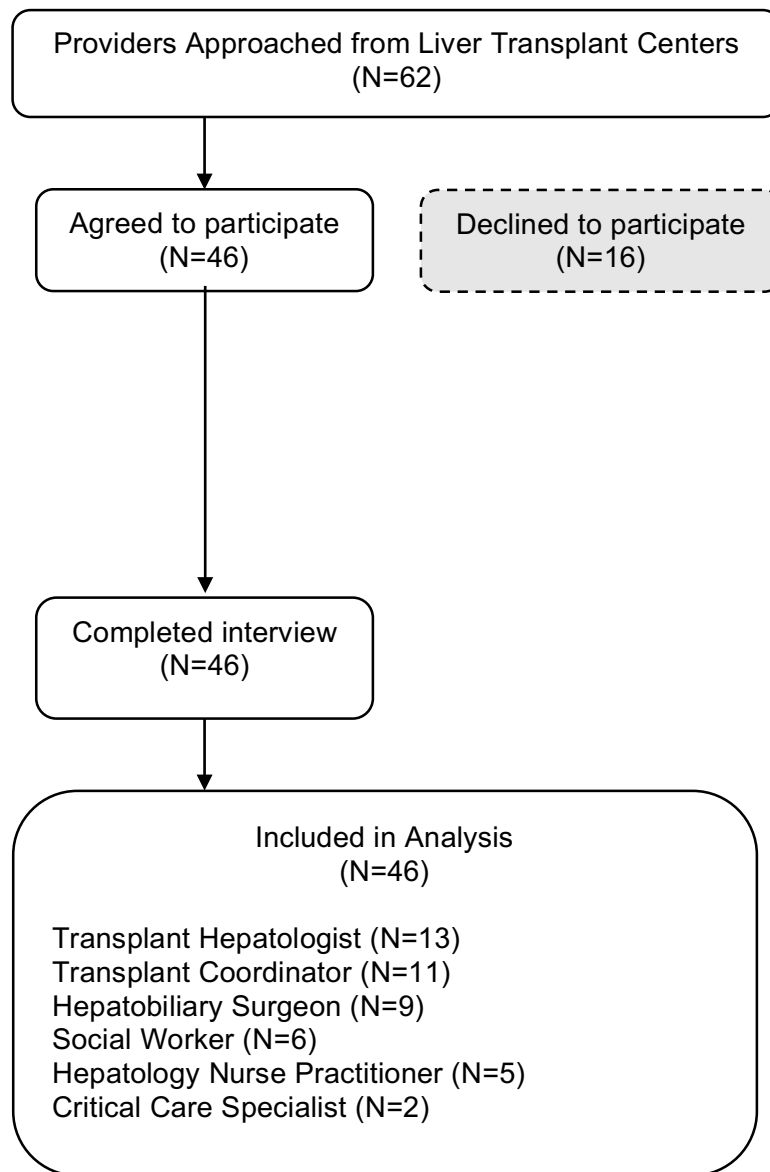 Providers Approached from Liver Transplant Centers
(N=62)
Agreed to participate
(N=46)
Declined to participate
(N=16)
Completed interview
(N=46)
Included in Analysis
(N=46)
Transplant Hepatologist (N=13)
Transplant Coordinator (N=11)
Hepatobiliary Surgeon (N=9)
Social Worker (N=6)
Hepatology Nurse Practitioner (N=5)
Critical Care Specialist (N=2)